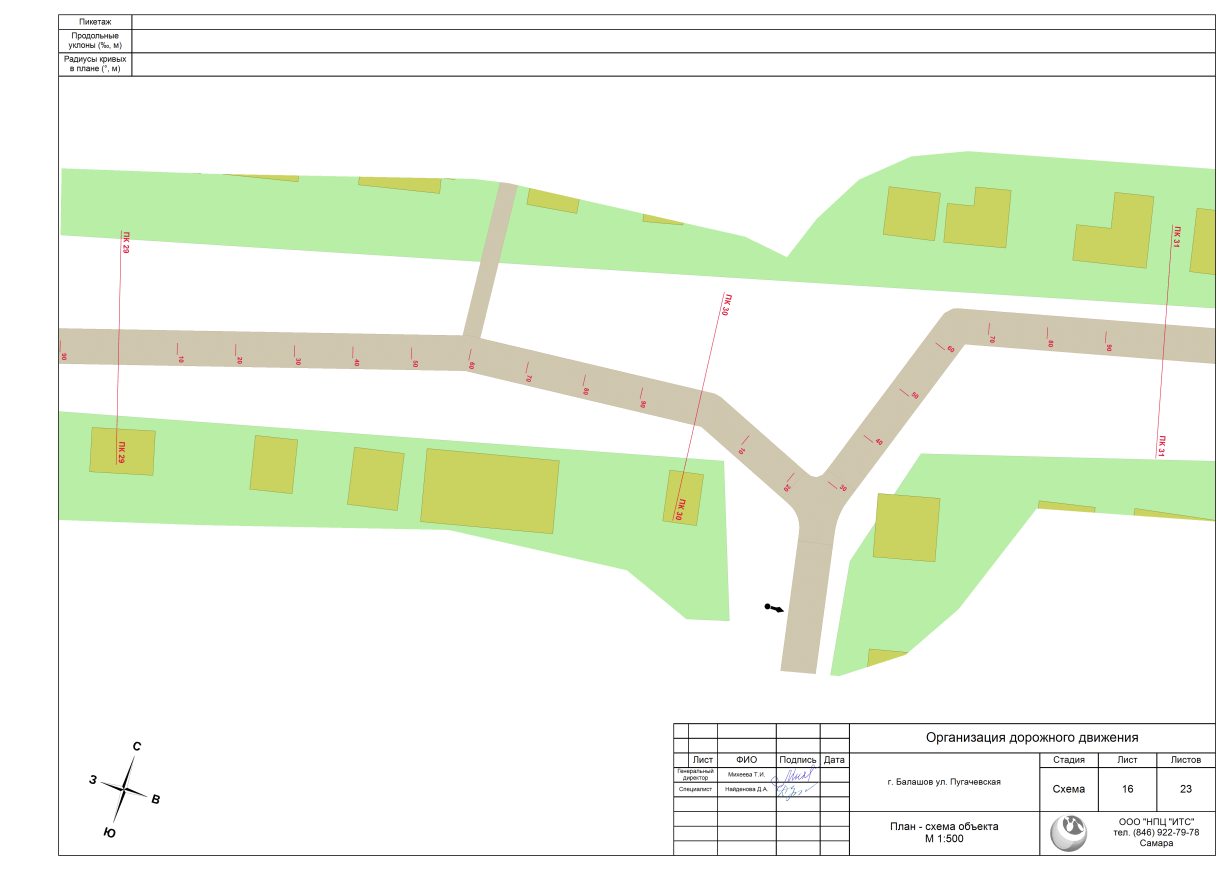 Пикетаж
Продольные
уклоны (‰, м)
Радиусы кривых
в плане (°, м)
ПК 29
ПК 30
ПК 31
90
10
20
30
40
50
60
70
80
90
10
20
30
40
50
60
70
80
90
ПК 29
ПК 30
ПК 31
С
З
В
Ю
Организация дорожного движения
Лист ФИО Подпись Дата
Стадия Лист Листов
Генеральный
директор
Михеева Т.И.
Специалист Найденова Д.А.
г. Балашов ул. Пугачевская
Схема 16 23
План - схема объекта
М 1:500
ООО "НПЦ "ИТС"
тел. (846) 922-79-78
Самара